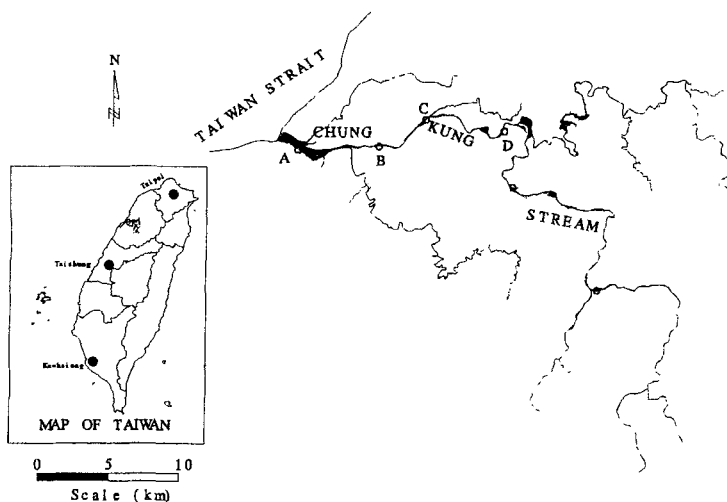 N
TAIWAN STRAIT
CHUNG
C
KUNG
A
B
D
STREAM
Taipei
Taichung
Kaohsiung
MAP OF TAIWAN
0 5 10
Scale (km)